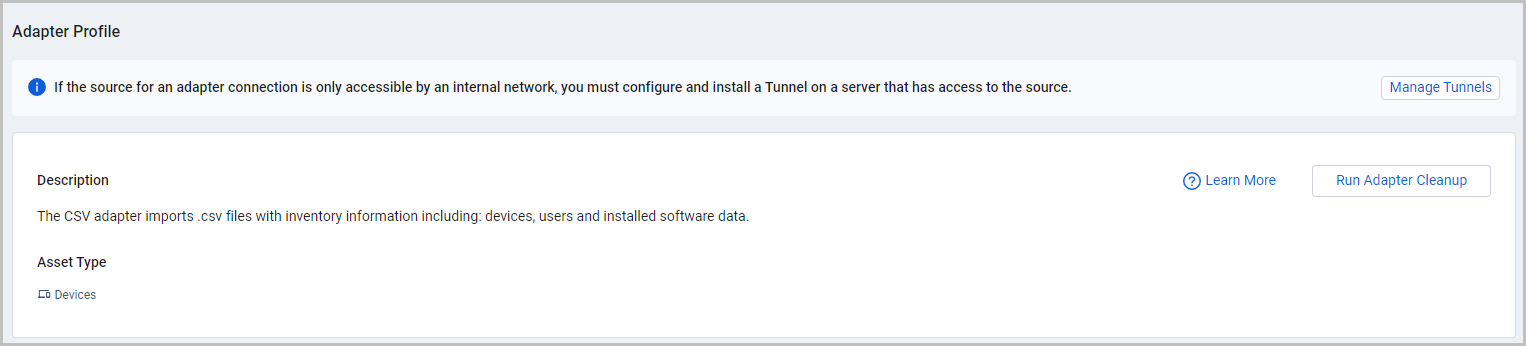 Adapter Profile
If the source for an adapter connection is only accessible by an internal network, you must configure and install a Tunnel on a server that has access to the source.
Manage Tunnels
Description
Learn More
Run Adapter Cleanup
The CSV adapter imports .csv files with inventory information including: devices, users and installed software data.
Asset Type
Devices